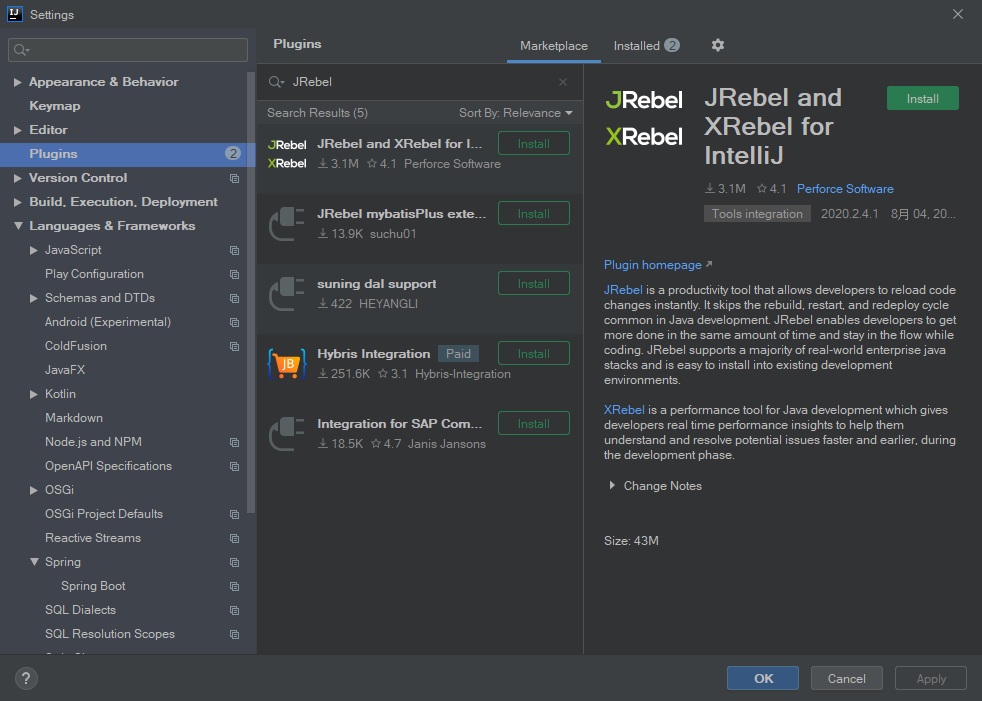 Settings
Plugins
Marketplace
Installed 2
Appearance & Behavior
Keymap
Editor
Plugins 2
Version Control
Build, Execution, Deployment
Languages & Frameworks
JavaScript
Play Configuration
Schemas and DTDs
Android (Experimental)
ColdFusion
JavaFX
Kotlin
Markdown
Node.js and NPM
OpenAPI Specifications
OSGi
OSGi Project Defaults
Reactive Streams
Spring
Spring Boot
SQL Dialects
SQL Resolution Scopes
JRebel
Search Results (5)
Sort By: Relevance
JRebel
XRebel
JRebel and XRebel for I...
Install
3.1M 4.1 Perforce Software
JRebel mybatisPlus exte...
Install
13.9K suchu01
suning dal support
Install
422 HEYANGLI
JB
Hybris Integration Paid
Install
251.6K 3.1 Hybris-Integration
Integration for SAP Com...
Install
18.5K 4.7 Janis Jansons
JRebel
XRebel
JRebel and
XRebel for
IntelliJ
Install
3.1M 4.1 Perforce Software
Tools integration 2020.2.4.1 8月 04, 20...
Plugin homepage
JRebel is a productivity tool that allows developers to reload code
changes instantly. It skips the rebuild, restart, and redeploy cycle
common in Java development. JRebel enables developers to get
more done in the same amount of time and stay in the flow while
coding. JRebel supports a majority of real-world enterprise java
stacks and is easy to install into existing development
environments.
XRebel is a performance tool for Java development which gives
developers real time performance insights to help them
understand and resolve potential issues faster and earlier, during
the development phase.
Change Notes
Size: 43M
?
OK
Cancel
Apply